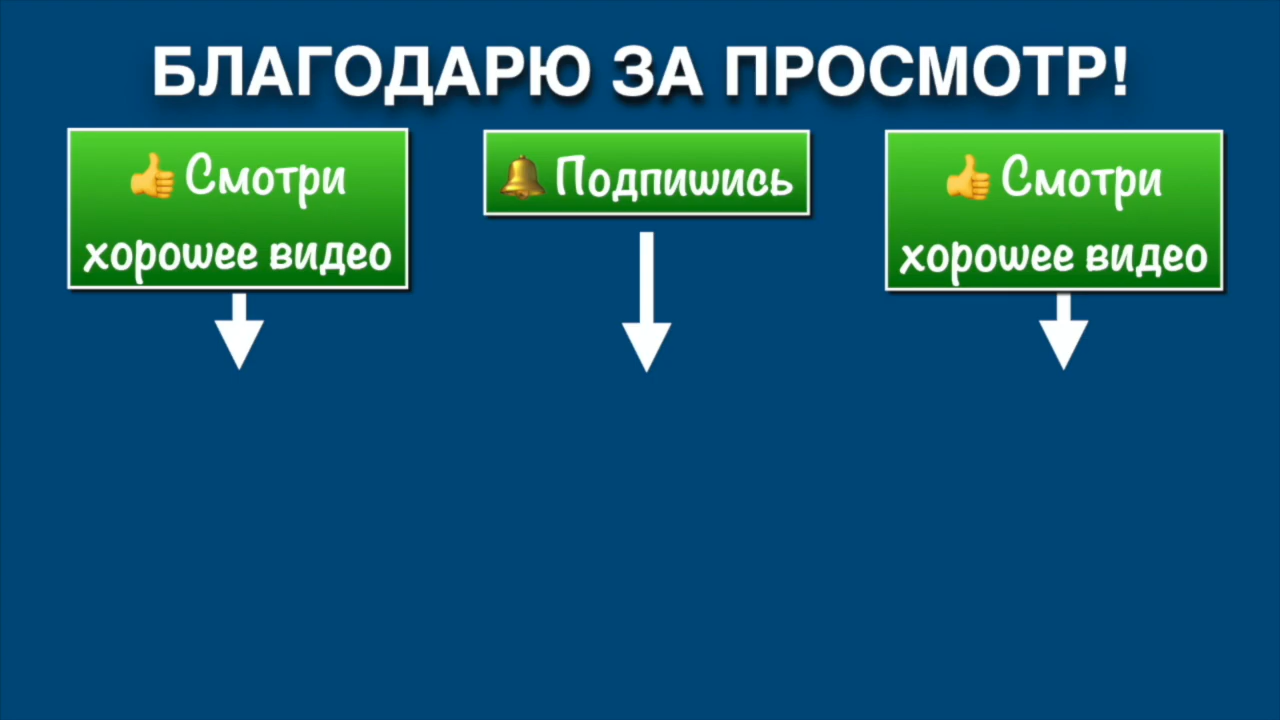 БЛАГОДАРЮ ЗА ПРОСМОТР!
👍 Смотри
хорошее видео
🔔 Подпишись
👍 Смотри
хорошее видео